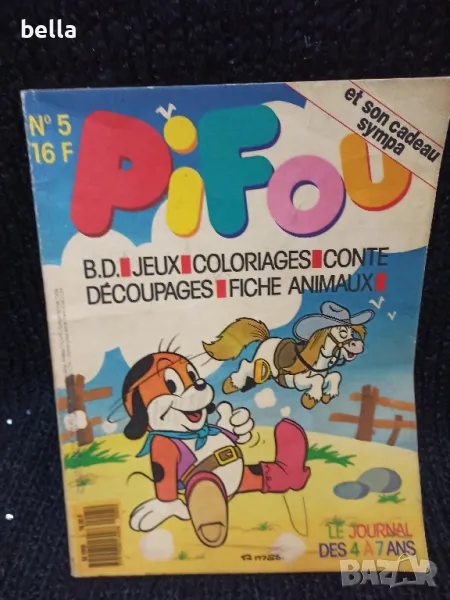 bella
N° 5
16 F
et son cadeau
sympa
PiFou
B.D. JEUX COLORIAGES CONTE
DÉCOUPAGES FICHE ANIMAUX
LE JOURNAL
DES 4 À 7 ANS
BAZAR